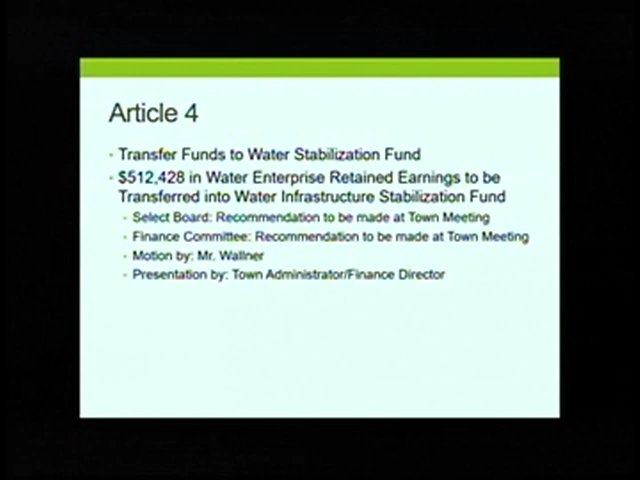 Article 4
Transfer Funds to Water Stabilization Fund
$512,428 in Water Enterprise Retained Earnings to be
Transferred into Water Infrastructure Stabilization Fund
Select Board: Recommendation to be made at Town Meeting
Finance Committee: Recommendation to be made at Town Meeting
Motion by: Mr. Wallner
Presentation by: Town Administrator/Finance Director